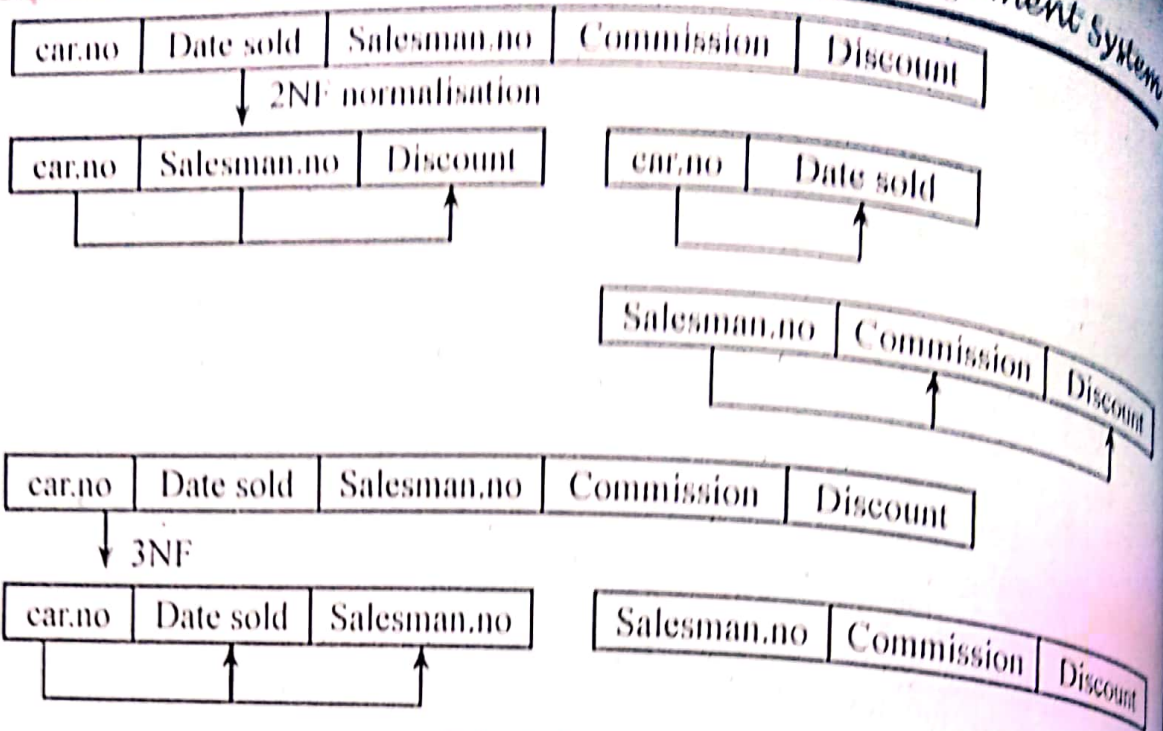 ment System
car.no Date sold Salesman.no Commission Discount
2NF normalisation
car.no Salesman.no Discount
car.no Date sold
Salesman.no Commission Discount
car.no Date sold Salesman.no Commission Discount
3NF
car.no Date sold Salesman.no
Salesman.no Commission Discount